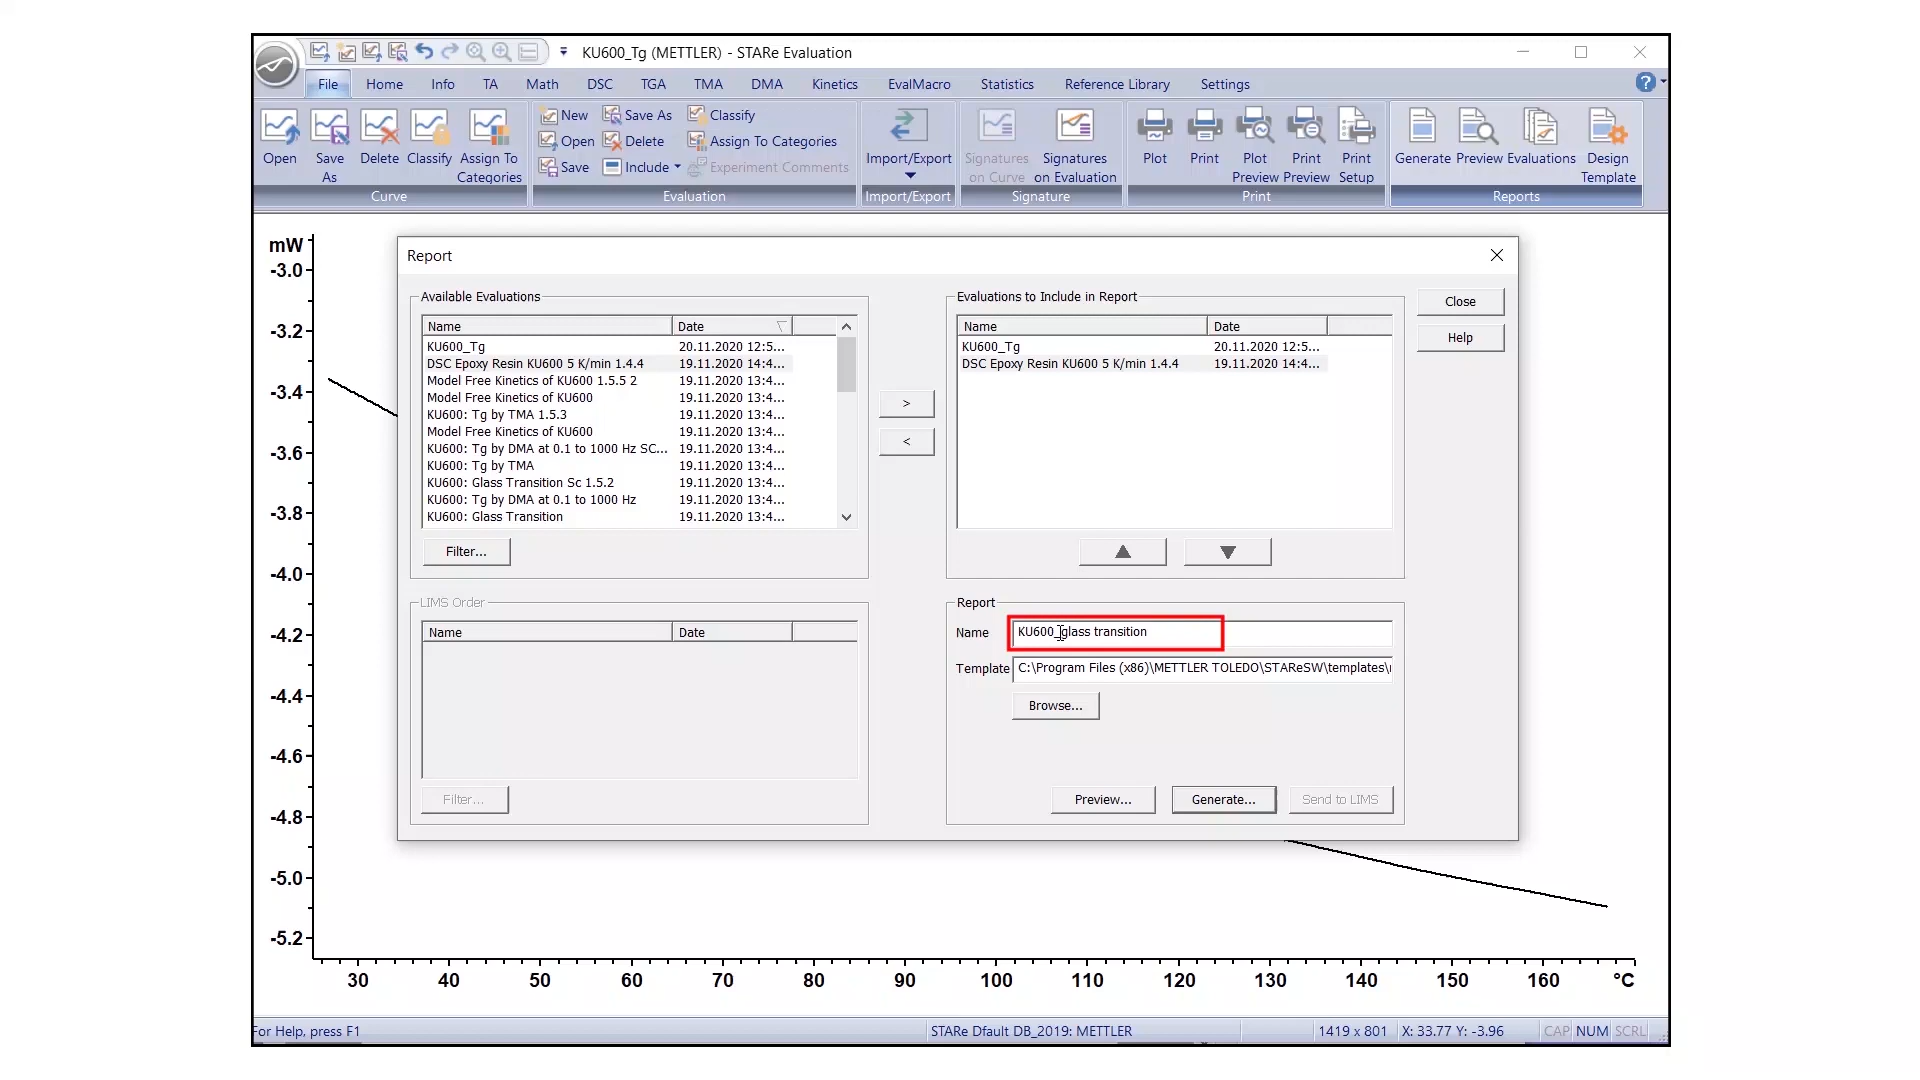 KU600_Tg (METTLER) - STARe Evaluation
File Home Info TA Math DSC TGA TMA DMA Kinetics EvalMacro Statistics Reference Library Settings
Open Save As Delete Classify Assign To Categories
Curve
New Save As Classify
Open Delete Assign To Categories
Save Include Experiment Comments
Evaluation
Import/Export
Import/Export
Signatures on Curve Signatures on Evaluation
Signature
Plot Print Plot Preview Print Preview Print Setup
Print
Generate Preview Evaluations Design Template
Reports
mW
-3.0
-3.2
-3.4
-3.6
-3.8
-4.0
-4.2
-4.4
-4.6
-4.8
-5.0
-5.2
30 40 50 60 70 80 90 100 110 120 130 140 150 160 °C
Report
Available Evaluations
Name Date
KU600_Tg 20.11.2020 12:5...
DSC Epoxy Resin KU600 5 K/min 1.4.4 19.11.2020 14:4...
Model Free Kinetics of KU600 1.5.5 2 19.11.2020 13:4...
Model Free Kinetics of KU600 19.11.2020 13:4...
KU600: Tg by TMA 1.5.3 19.11.2020 13:4...
Model Free Kinetics of KU600 19.11.2020 13:4...
KU600: Tg by DMA at 0.1 to 1000 Hz SC... 19.11.2020 13:4...
KU600: Tg by TMA 19.11.2020 13:4...
KU600: Glass Transition Sc 1.5.2 19.11.2020 13:4...
KU600: Tg by DMA at 0.1 to 1000 Hz 19.11.2020 13:4...
KU600: Glass Transition 19.11.2020 13:4...
Filter...
>
<
Evaluations to Include in Report
Name Date
KU600_Tg 20.11.2020 12:5...
DSC Epoxy Resin KU600 5 K/min 1.4.4 19.11.2020 14:4...
Close
Help
LIMS Order
Name Date
Filter...
Report
Name KU600_glass transition
Template C:\Program Files (x86)\METTLER TOLEDO\STAReSW\templates\
Browse...
Preview... Generate... Send to LIMS
For Help, press F1
STARe Dfault DB_2019: METTLER
1419 x 801 X: 33.77 Y: -3.96 CAP NUM SCRL